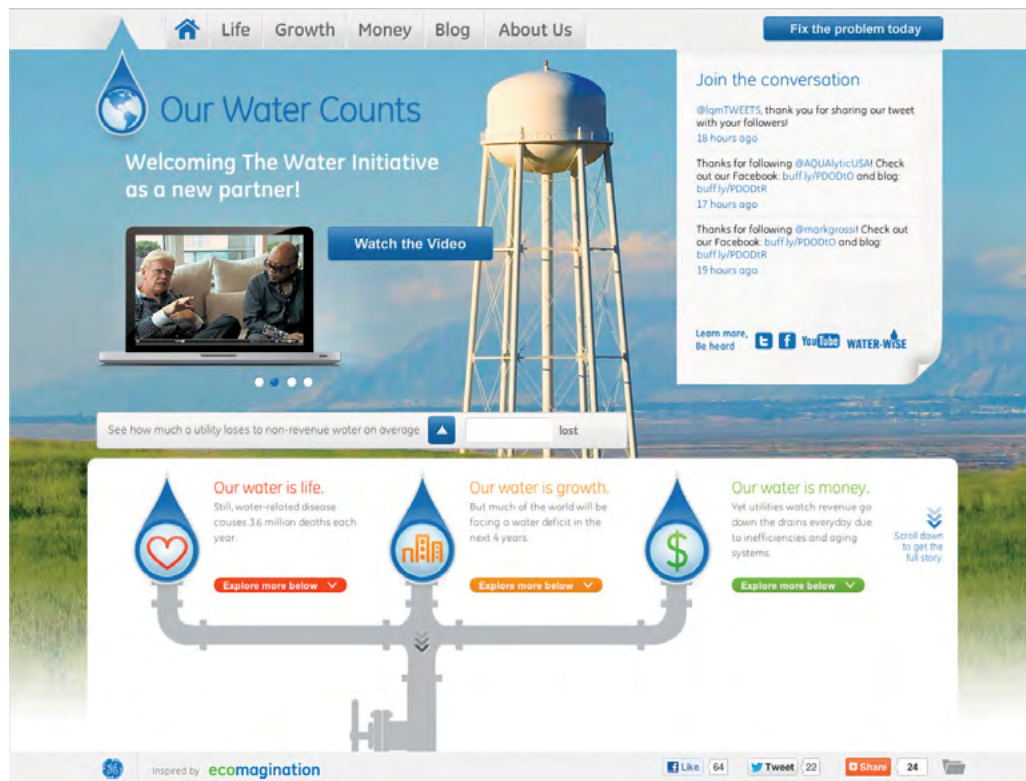 Life Growth Money Blog About Us
Fix the problem today
Our Water Counts
Welcoming The Water Initiative
as a new partner!
Watch the Video
Join the conversation
@lqmTWEETS, thank you for sharing our tweet
with your followers!
18 hours ago
Thanks for following @AQUAlyticUSA! Check
out our Facebook: buff.ly/PDODtO and blog:
buff.ly/PDODtR
17 hours ago
Thanks for following @markgrossi! Check out
our Facebook: buff.ly/PDODtO and blog:
buff.ly/PDODtR
19 hours ago
Learn more,
Be heard
YouTube
WATER-WISE
See how much a utility loses to non-revenue water on average
lost
Our water is life.
Still, water-related disease
causes 3.6 million deaths each
year.
Explore more below
Our water is growth.
But much of the world will be
facing a water deficit in the
next 4 years.
Explore more below
Our water is money.
Yet utilities watch revenue go
down the drains everyday due
to inefficiencies and aging
systems.
Explore more below
Scroll down
to get the
full story
Inspired by ecomagination
Like 64
Tweet 22
Share 24